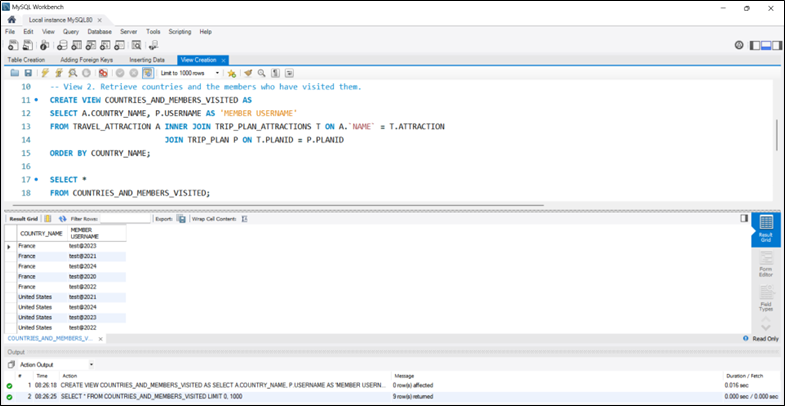 MySQL Workbench
Local instance MySQL80
File Edit View Query Database Server Tools Scripting Help
Table Creation Adding Foreign Keys Inserting Data View Creation
Limit to 1000 rows
10 -- View 2. Retrieve countries and the members who have visited them.
11 CREATE VIEW COUNTRIES_AND_MEMBERS_VISITED AS
12 SELECT A.COUNTRY_NAME, P.USERNAME AS 'MEMBER USERNAME'
13 FROM TRAVEL_ATTRACTION A INNER JOIN TRIP_PLAN_ATTRACTIONS T ON A.`NAME` = T.ATTRACTION
14 JOIN TRIP_PLAN P ON T.PLANID = P.PLANID
15 ORDER BY COUNTRY_NAME;
16
17 SELECT *
18 FROM COUNTRIES_AND_MEMBERS_VISITED;
Result Grid Filter Rows: Export: Wrap Cell Content:
COUNTRY_NAME MEMBER USERNAME
France test@2023
France test@2021
France test@2024
France test@2020
France test@2022
United States test@2021
United States test@2024
United States test@2023
United States test@2022
Result Grid
Form Editor
Field Types
COUNTRIES_AND_MEMBERS_V... Read Only
Output
Action Output
# Time Action Message Duration / Fetch
1 08:26:18 CREATE VIEW COUNTRIES_AND_MEMBERS_VISITED AS SELECT A.COUNTRY_NAME, P.USERNAME AS 'MEMBER USERN... 0 row(s) affected 0.016 sec
2 08:26:25 SELECT * FROM COUNTRIES_AND_MEMBERS_VISITED LIMIT 0, 1000 9 row(s) returned 0.000 sec / 0.000 sec